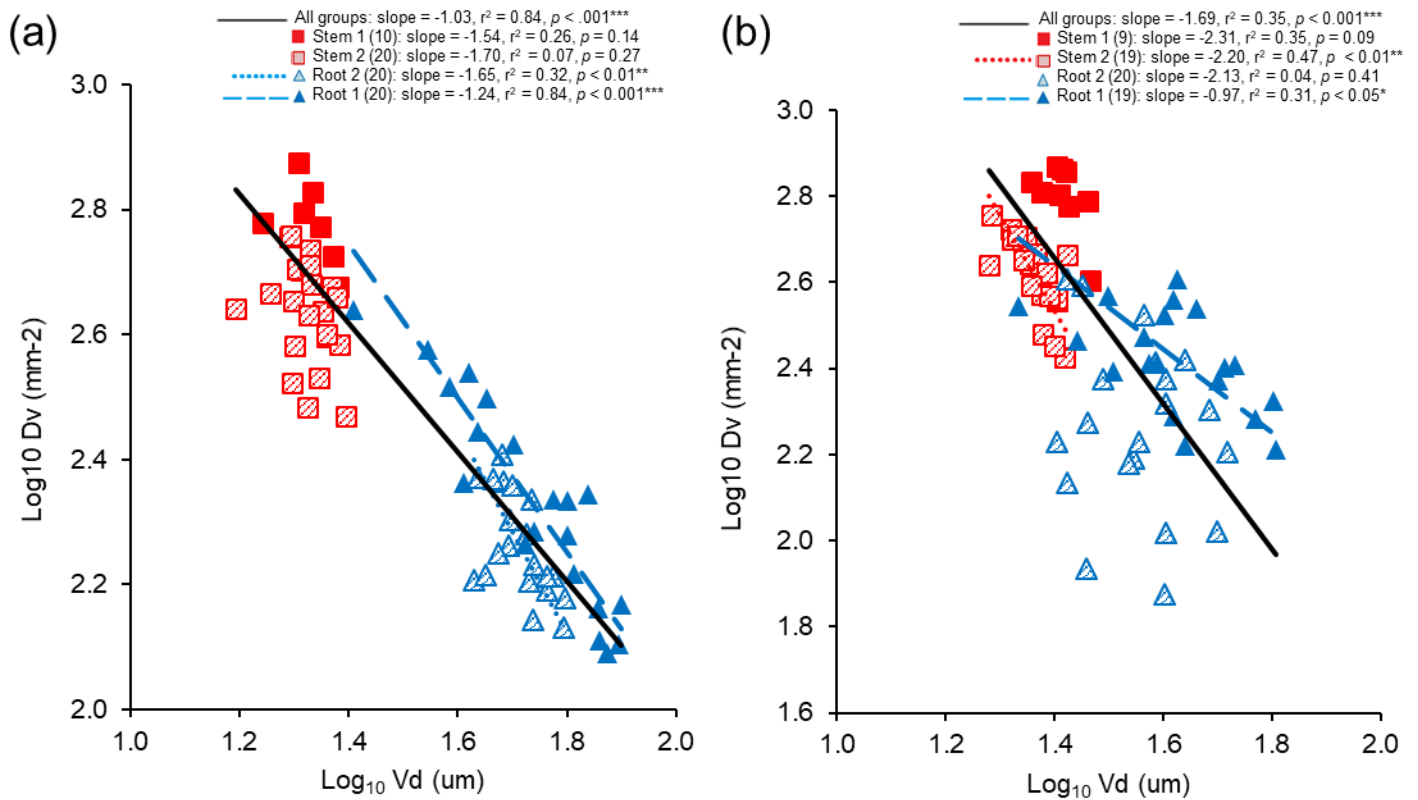 (a)
All groups: slope = -1.03, r² = 0.84, p < .001***
Stem 1 (10): slope = -1.54, r² = 0.26, p = 0.14
Stem 2 (20): slope = -1.70, r² = 0.07, p = 0.27
Root 2 (20): slope = -1.65, r² = 0.32, p < 0.01**
Root 1 (20): slope = -1.24, r² = 0.84, p < 0.001***
3.0
2.8
2.6
2.4
2.2
2.0
Log10 Dv (mm-2)
1.0 1.2 1.4 1.6 1.8 2.0
Log₁₀ Vd (um)
(b)
All groups: slope = -1.69, r² = 0.35, p < 0.001***
Stem 1 (9): slope = -2.31, r² = 0.35, p = 0.09
Stem 2 (19): slope = -2.20, r² = 0.47, p < 0.01**
Root 2 (20): slope = -2.13, r² = 0.04, p = 0.41
Root 1 (19): slope = -0.97, r² = 0.31, p < 0.05*
3.0
2.8
2.6
2.4
2.2
2.0
1.8
1.6
Log10 Dv (mm-2)
1.0 1.2 1.4 1.6 1.8 2.0
Log₁₀ Vd (um)